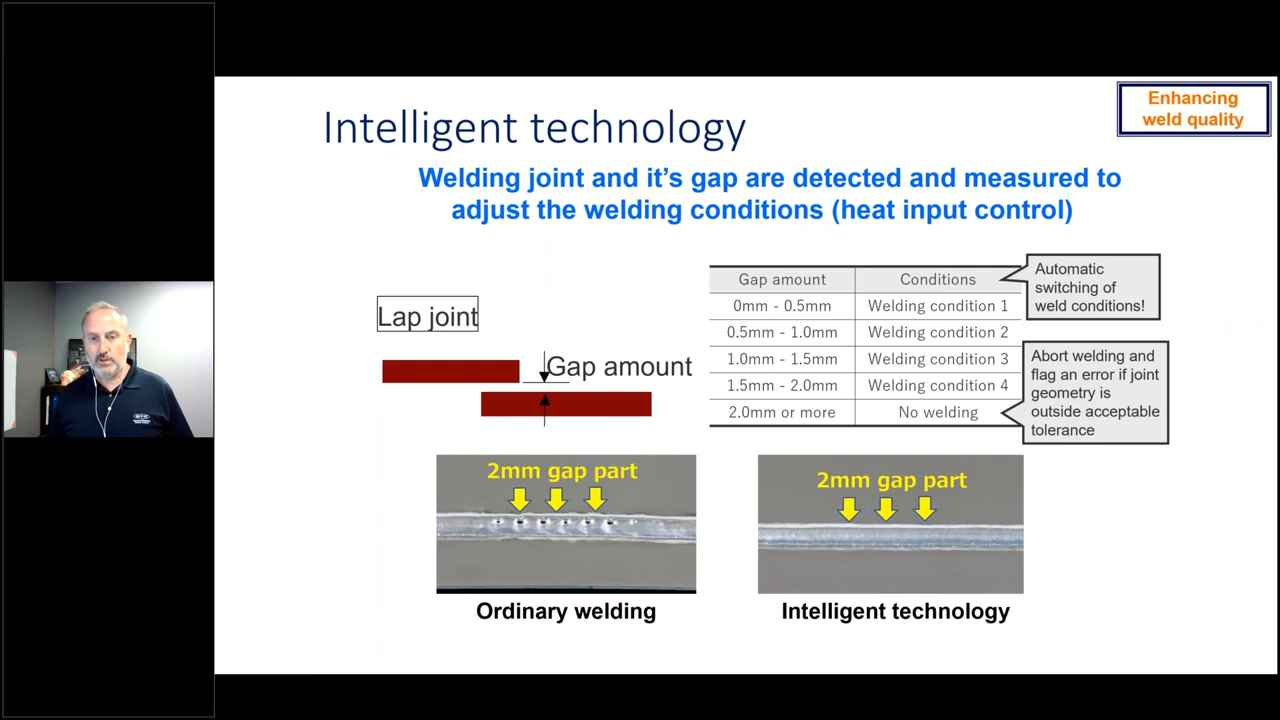 Intelligent technology
Enhancing
weld quality
Welding joint and it's gap are detected and measured to
adjust the welding conditions (heat input control)
Lap joint
Gap amount
Gap amount Conditions
0mm - 0.5mm Welding condition 1
0.5mm - 1.0mm Welding condition 2
1.0mm - 1.5mm Welding condition 3
1.5mm - 2.0mm Welding condition 4
2.0mm or more No welding
Automatic
switching of
weld conditions!
Abort welding and
flag an error if joint
geometry is
outside acceptable
tolerance
2mm gap part
Ordinary welding
2mm gap part
Intelligent technology